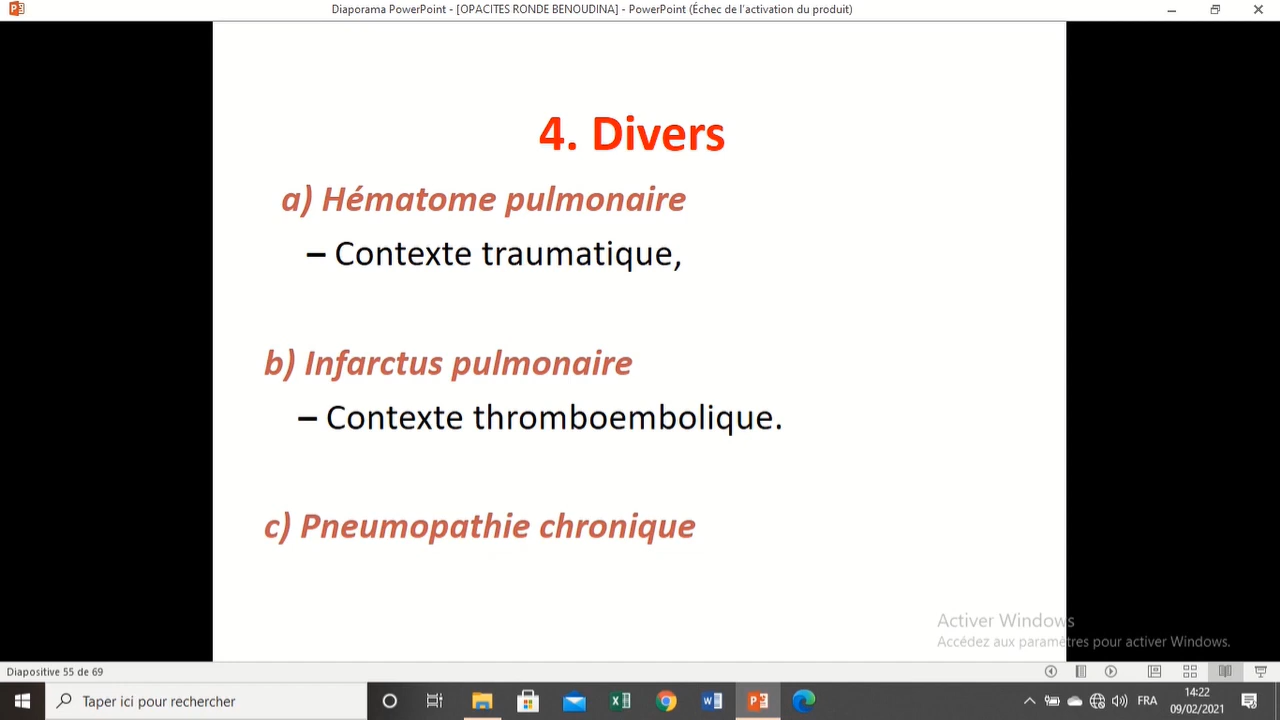 Diaporama PowerPoint - [OPACITES RONDE BENOUDINA] - PowerPoint (Échec de l'activation du produit)
4. Divers
a) Hématome pulmonaire
– Contexte traumatique,
b) Infarctus pulmonaire
– Contexte thromboembolique.
c) Pneumopathie chronique
Activer Windows
Accédez aux paramètres pour activer Windows.
Diapositive 55 de 69
Taper ici pour rechercher
FRA
14:22
09/02/2021